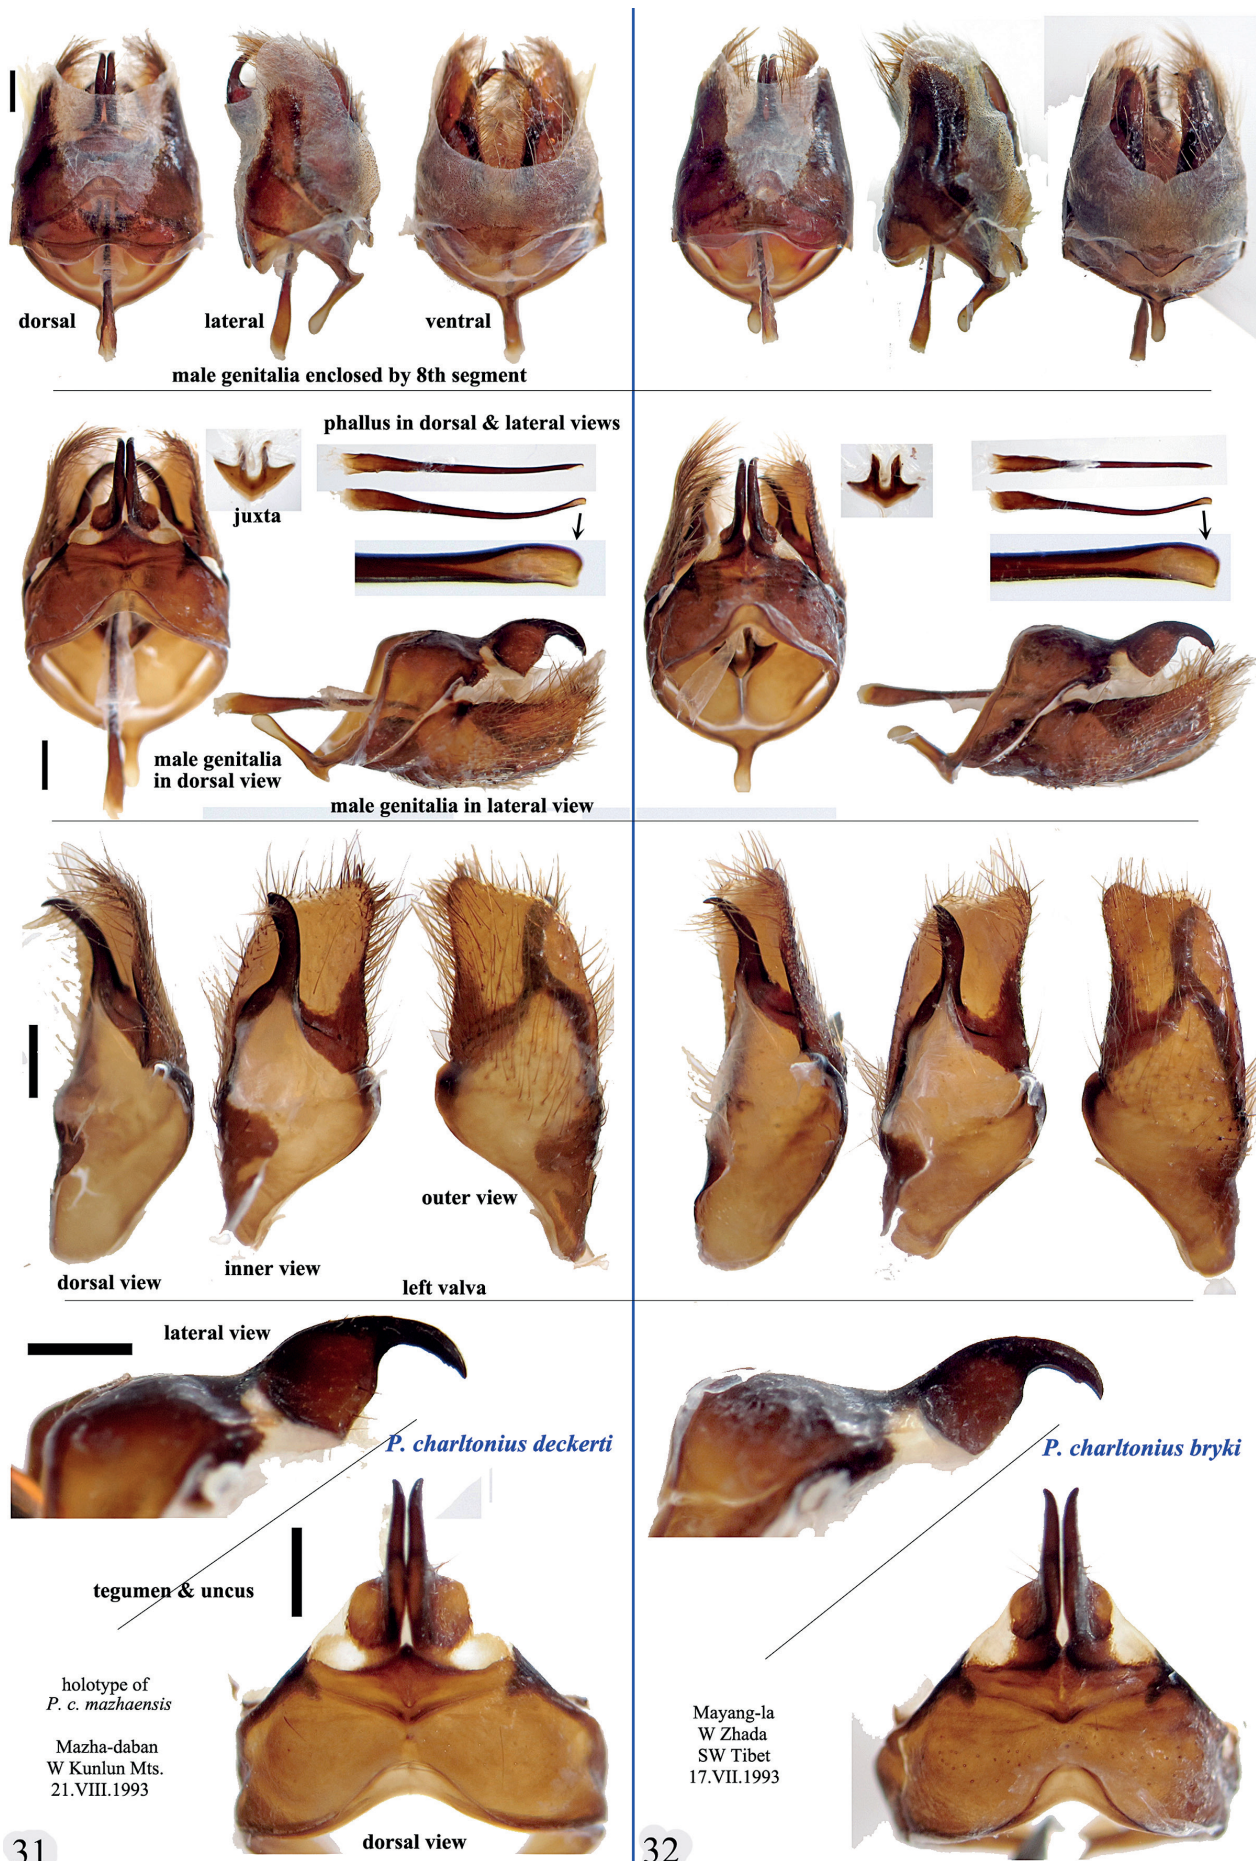 dorsal
lateral
ventral
male genitalia enclosed by 8th segment
phallus in dorsal & lateral views
juxta
male genitalia
in dorsal view
male genitalia in lateral view
outer view
inner view
dorsal view
left valva
lateral view
P. charltonius deckerti
tegumen & uncus
holotype of
P. c. mazhaensis
Mazha-daban
W Kunlun Mts.
21.VIII.1993
dorsal view
31
P. charltonius bryki
Mayang-la
W Zhada
SW Tibet
17.VII.1993
32